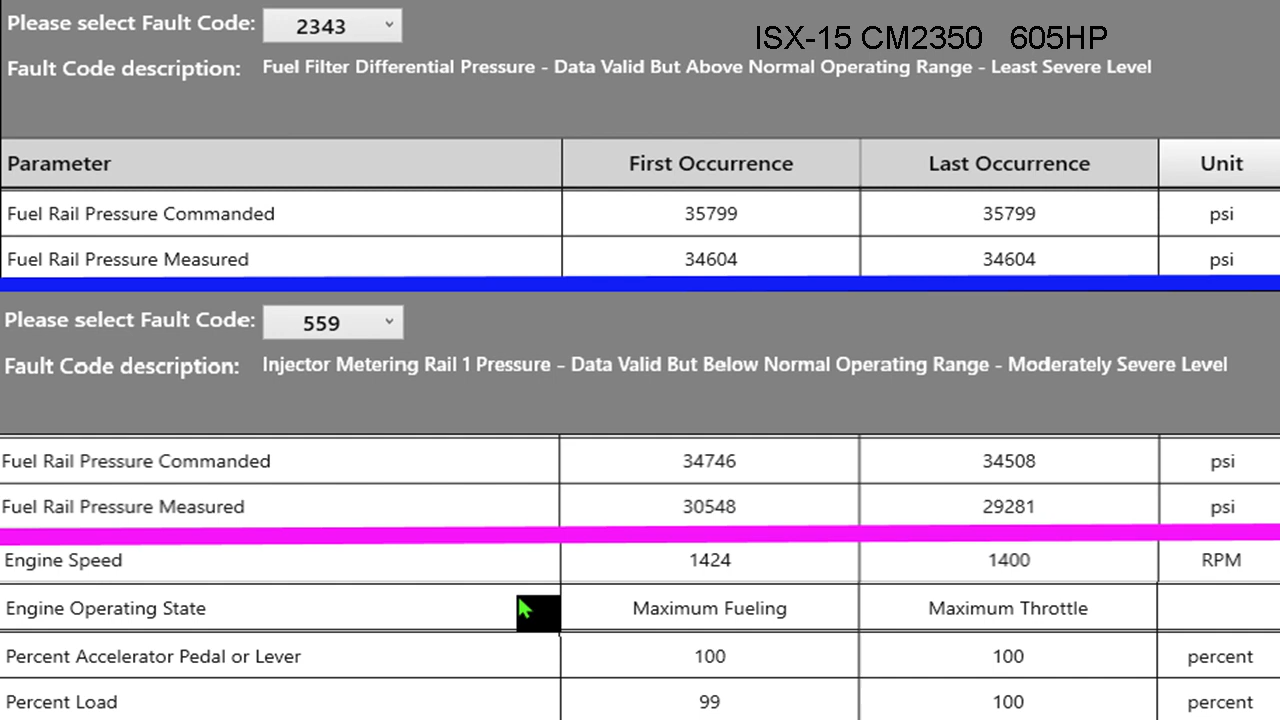 Please select Fault Code: 2343
ISX-15 CM2350 605HP
Fault Code description: Fuel Filter Differential Pressure - Data Valid But Above Normal Operating Range - Least Severe Level
Parameter First Occurrence Last Occurrence Unit
Fuel Rail Pressure Commanded 35799 35799 psi
Fuel Rail Pressure Measured 34604 34604 psi
Please select Fault Code: 559
Fault Code description: Injector Metering Rail 1 Pressure - Data Valid But Below Normal Operating Range - Moderately Severe Level
Fuel Rail Pressure Commanded 34746 34508 psi
Fuel Rail Pressure Measured 30548 29281 psi
Engine Speed 1424 1400 RPM
Engine Operating State Maximum Fueling Maximum Throttle
Percent Accelerator Pedal or Lever 100 100 percent
Percent Load 99 100 percent